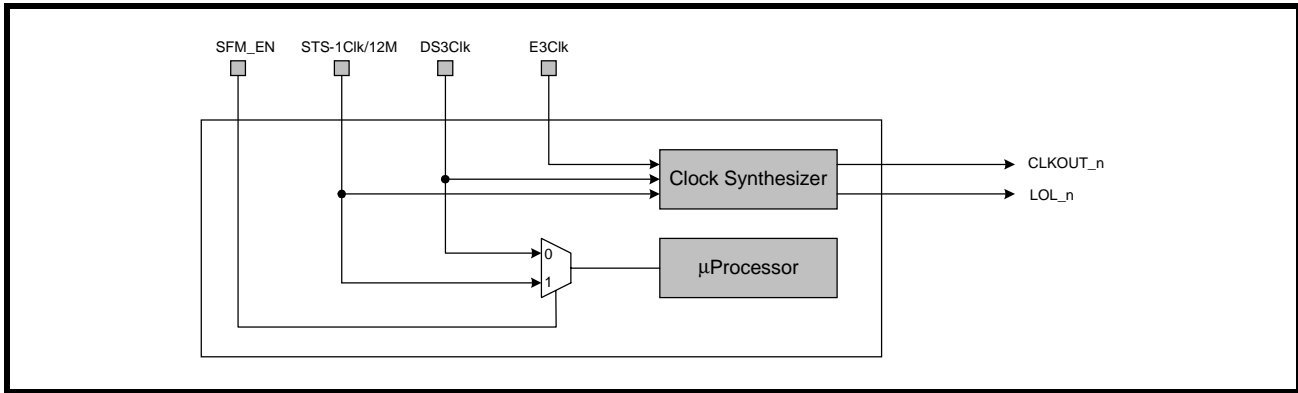 SFM_EN STS-1Clk/12M DS3Clk E3Clk
Clock Synthesizer
CLKOUT_n
LOL_n
0
1
µProcessor